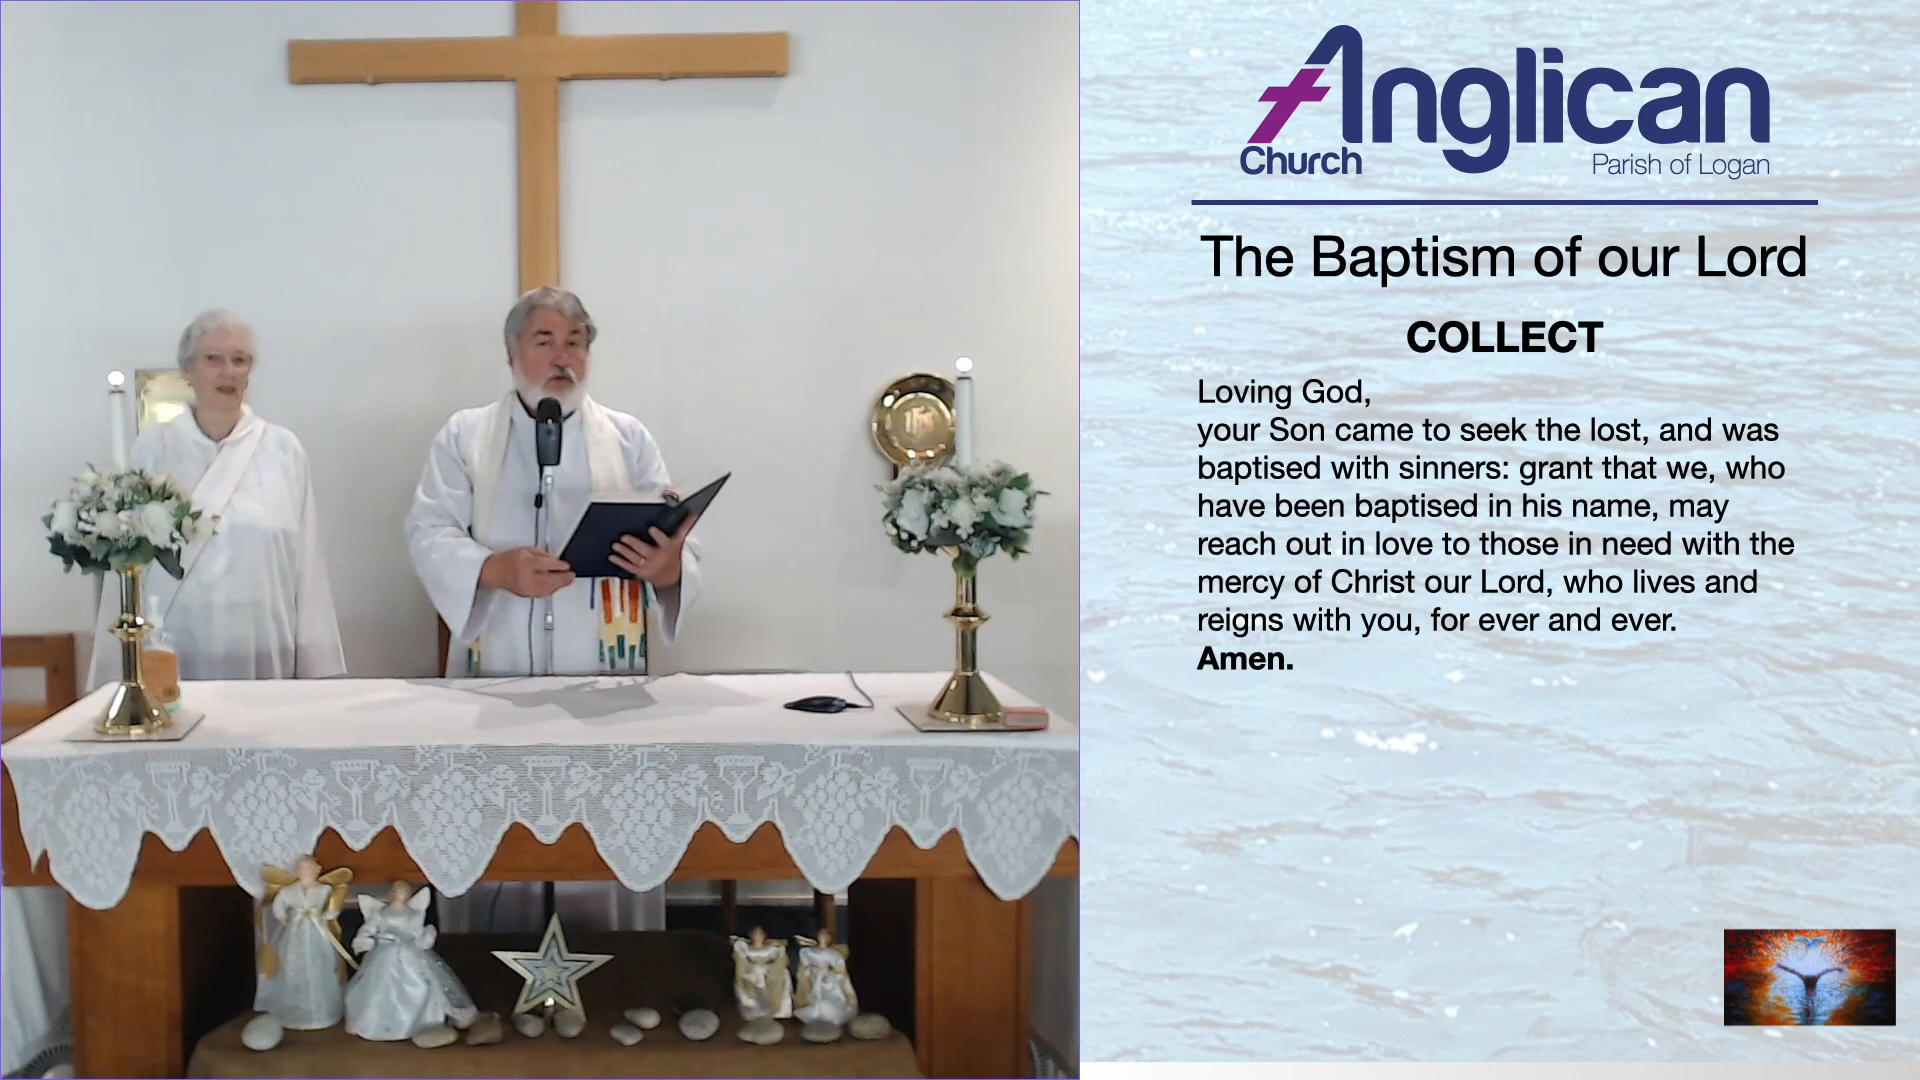 Anglican
Church
Parish of Logan
The Baptism of our Lord
COLLECT
Loving God,
your Son came to seek the lost, and was
baptised with sinners: grant that we, who
have been baptised in his name, may
reach out in love to those in need with the
mercy of Christ our Lord, who lives and
reigns with you, for ever and ever.
Amen.